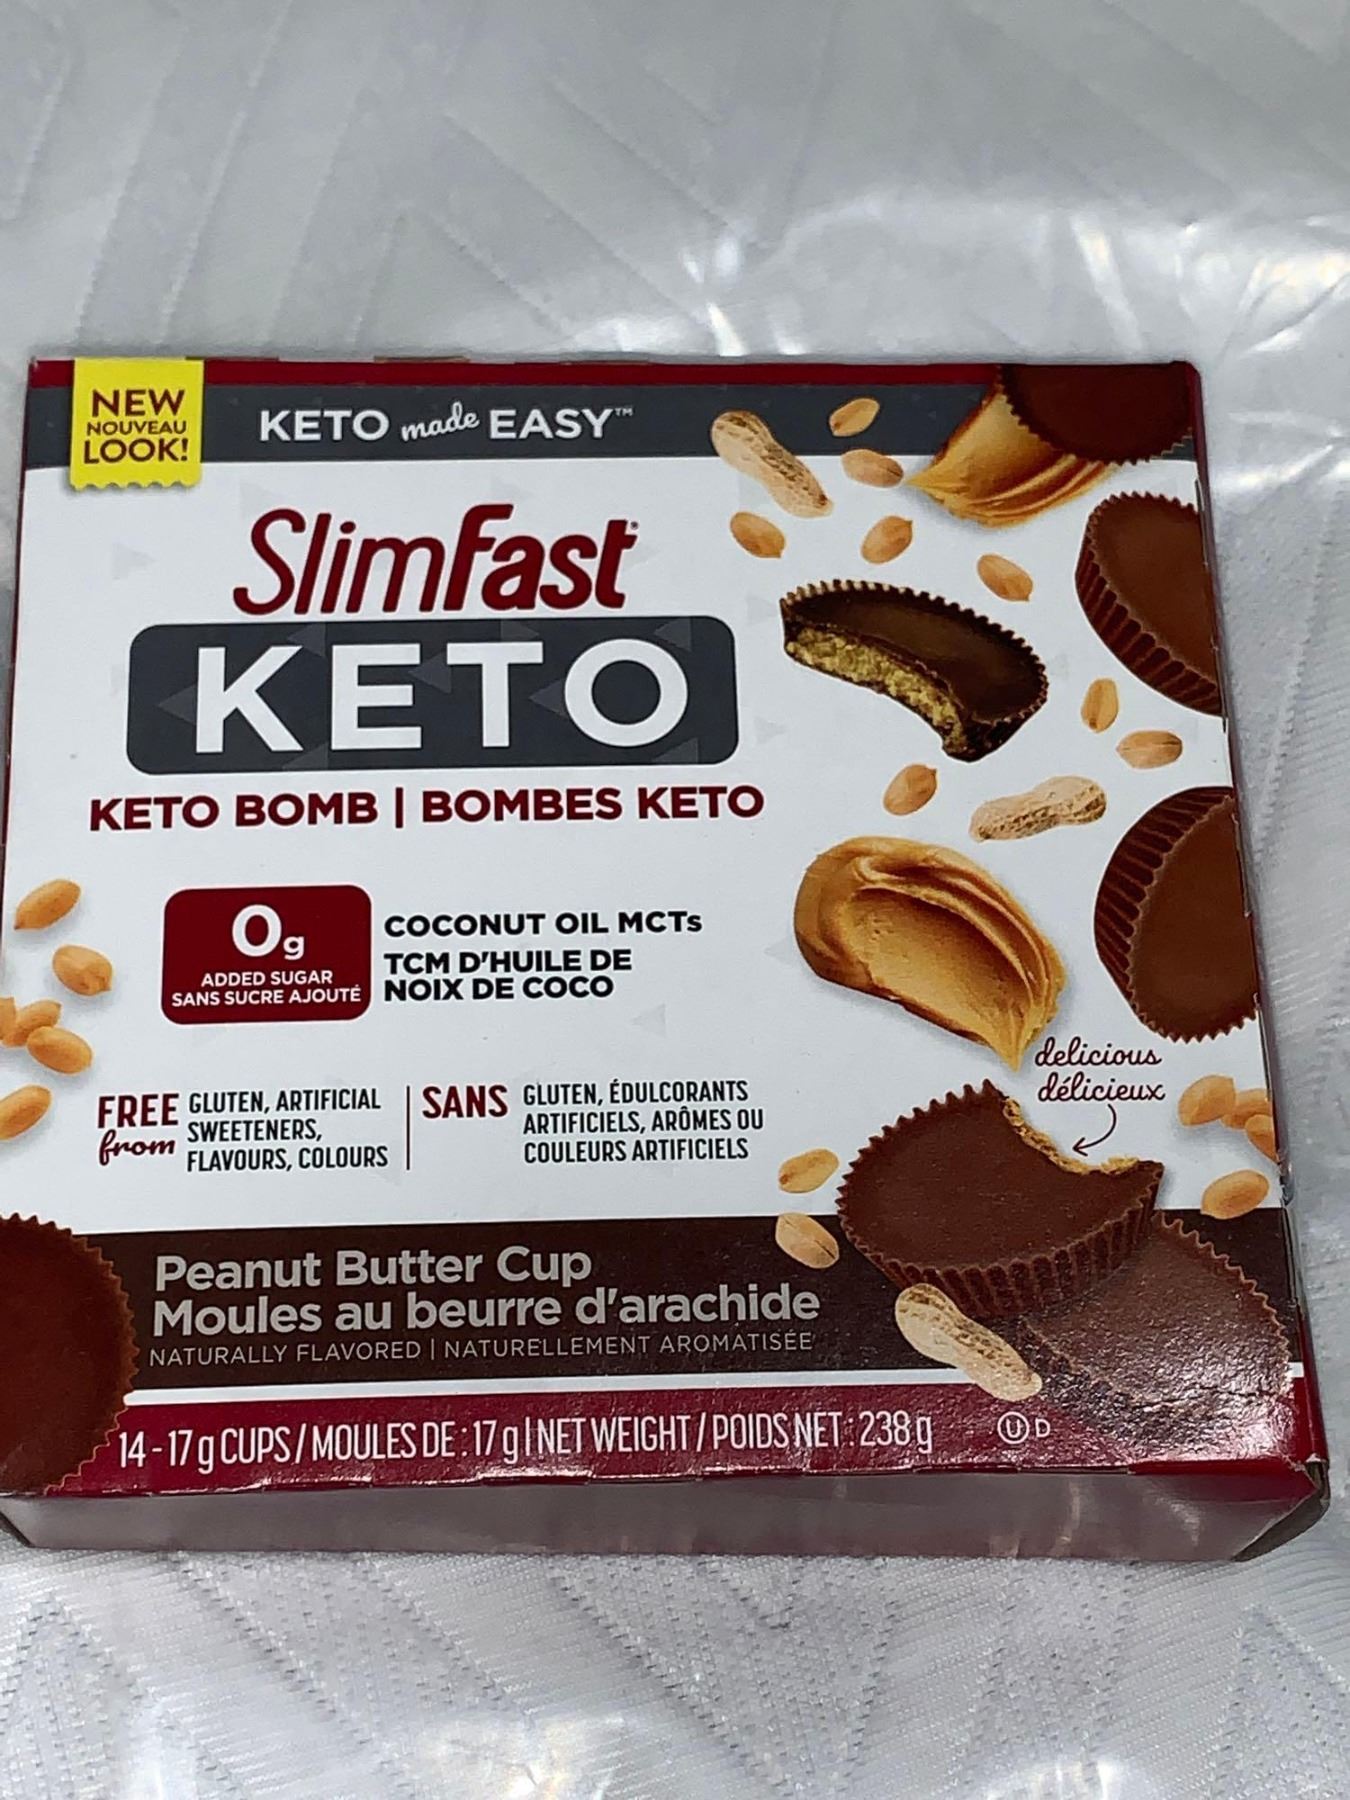 NEW
NOUVEAU
LOOK!
KETO made EASY™
SlimFast®
KETO
KETO BOMB | BOMBES KETO
0g
ADDED SUGAR
SANS SUCRE AJOUTÉ
COCONUT OIL MCTs
TCM D'HUILE DE
NOIX DE COCO
delicious
délicieux
FREE from GLUTEN, ARTIFICIAL
SWEETENERS,
FLAVOURS, COLOURS
SANS GLUTEN, ÉDULCORANTS
ARTIFICIELS, ARÔMES OU
COULEURS ARTIFICIELS
Peanut Butter Cup
Moules au beurre d'arachide
NATURALLY FLAVORED | NATURELLEMENT AROMATISÉE
14 - 17 g CUPS / MOULES DE : 17 g | NET WEIGHT / POIDS NET : 238 g
Ⓤ D